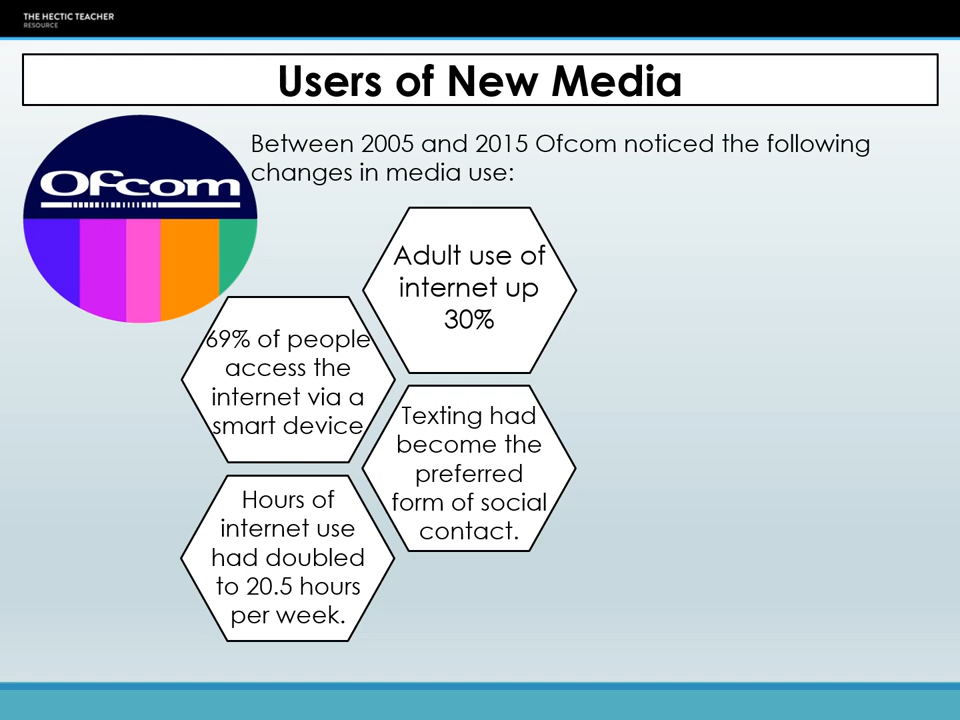 THE HECTIC TEACHER
RESOURCE
Users of New Media
Ofcom
Between 2005 and 2015 Ofcom noticed the following
changes in media use:
Adult use of
internet up
30%
69% of people
access the
internet via a
smart device
Texting had
become the
preferred
form of social
contact.
Hours of
internet use
had doubled
to 20.5 hours
per week.